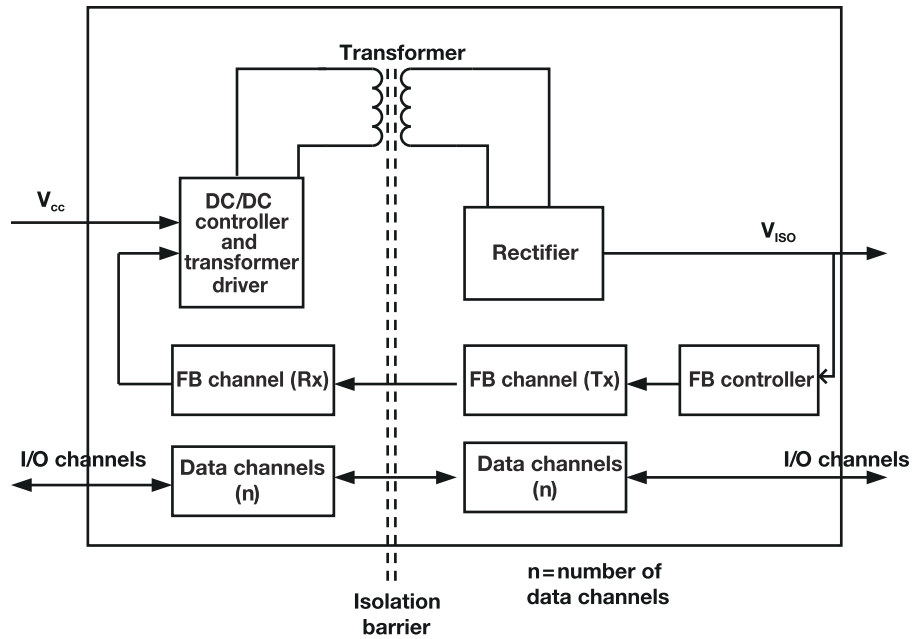 Transformer
DC/DC
controller
and
transformer
driver
Vcc
Rectifier
VISO
FB channel (Rx)
FB channel (Tx)
FB controller
I/O channels
Data channels
(n)
Data channels
(n)
I/O channels
n=number of
data channels
Isolation
barrier